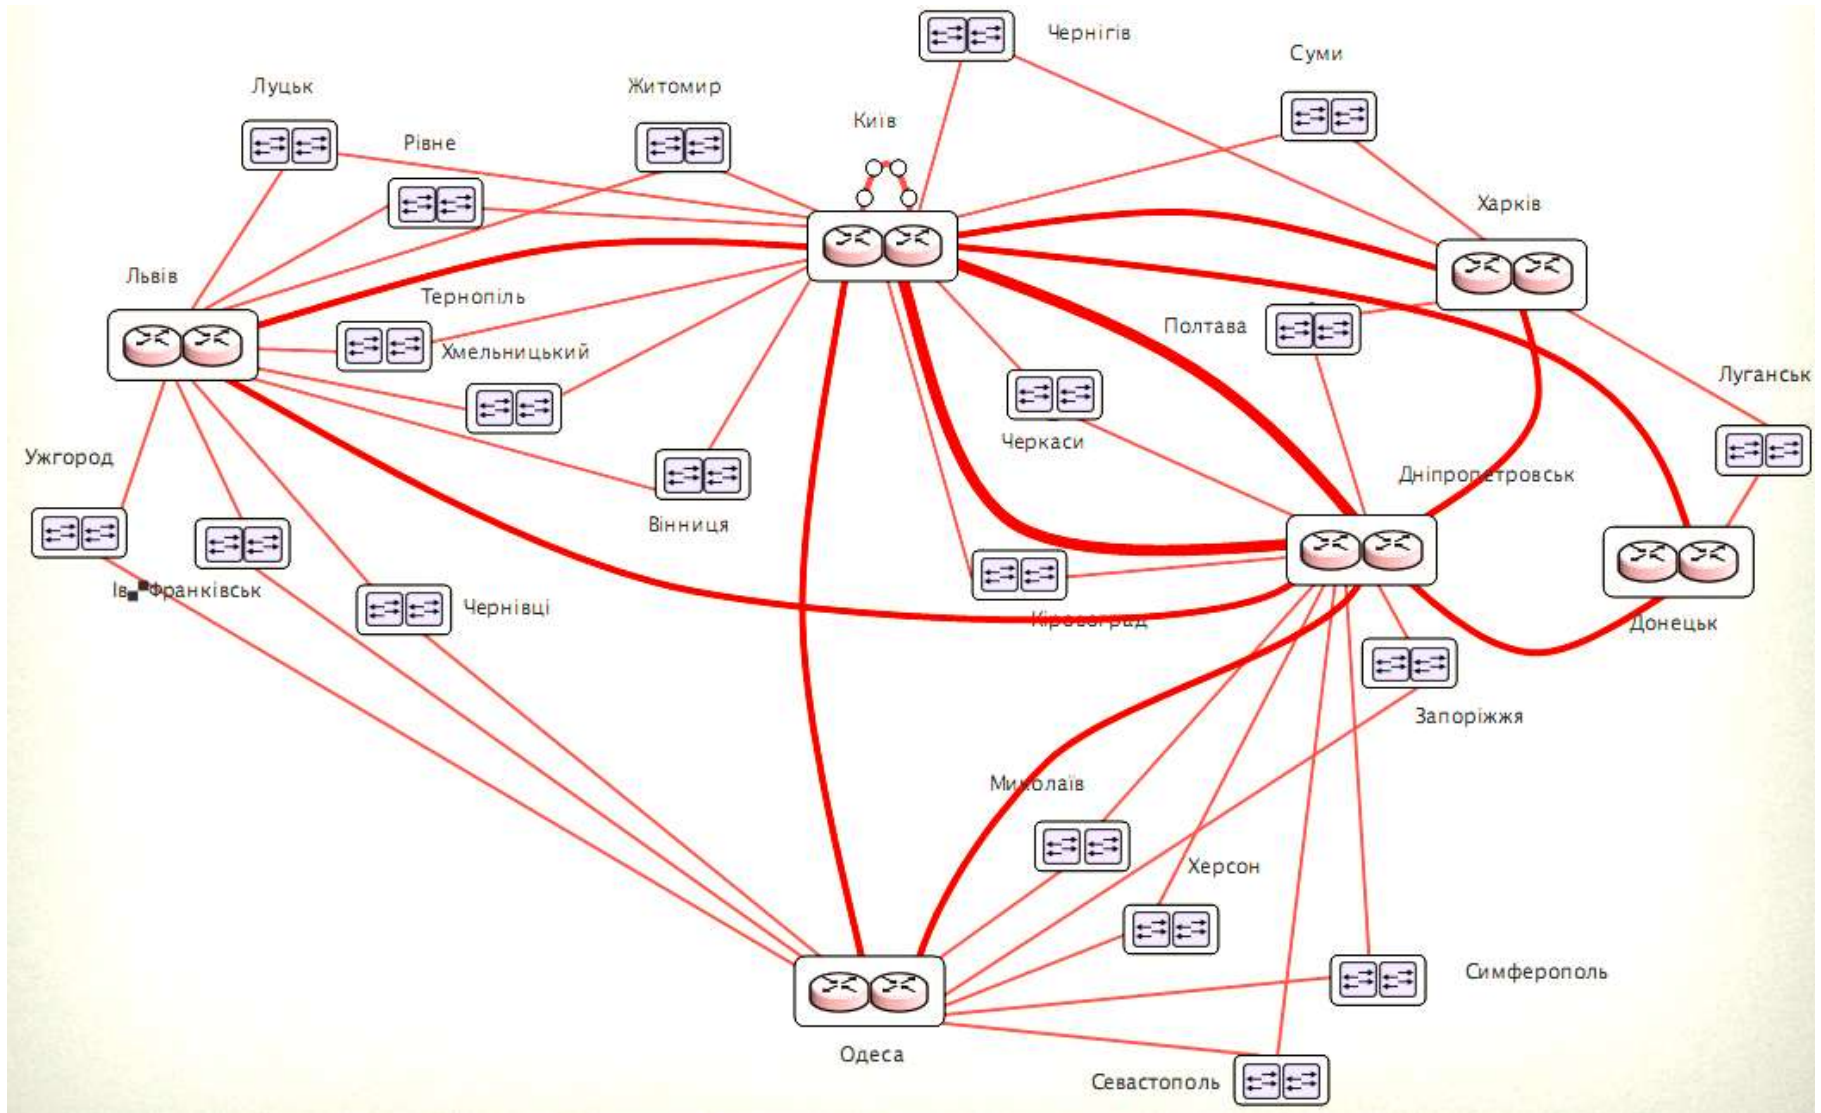 Чернігів
Суми
Луцьк
Житомир
Київ
Рівне
Харків
Львів
Тернопіль
Полтава
Хмельницький
Луганськ
Черкаси
Ужгород
Дніпропетровськ
Вінниця
Франківськ
Чернівці
Кіровоград
Донецьк
Запоріжжя
Миколаїв
Херсон
Симферополь
Одеса
Севастополь